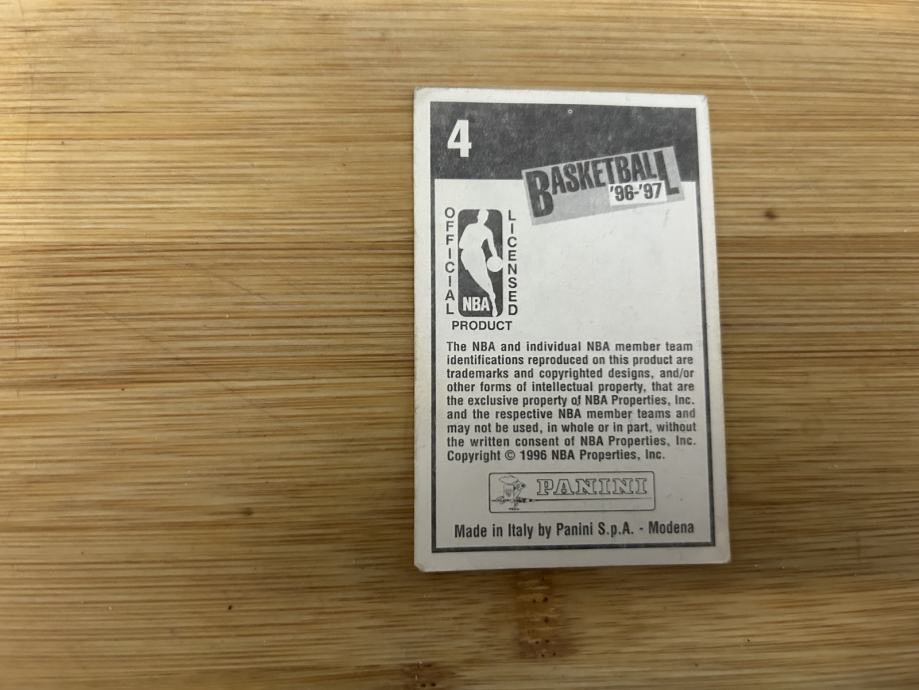 4
BASKETBALL
'96-'97
OFFICIAL
LICENSED
NBA
PRODUCT
The NBA and individual NBA member team
identifications reproduced on this product are
trademarks and copyrighted designs, and/or
other forms of intellectual property, that are
the exclusive property of NBA Properties, Inc.
and the respective NBA member teams and
may not be used, in whole or in part, without
the written consent of NBA Properties, Inc.
Copyright © 1996 NBA Properties, Inc.
PANINI
Made in Italy by Panini S.p.A. - Modena